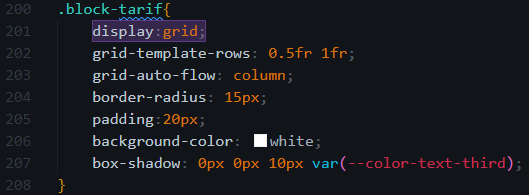 200 .block-tarif{
201 display:grid;
202 grid-template-rows: 0.5fr 1fr;
203 grid-auto-flow: column;
204 border-radius: 15px;
205 padding:20px;
206 background-color: white;
207 box-shadow: 0px 0px 10px var(--color-text-third);
208 }